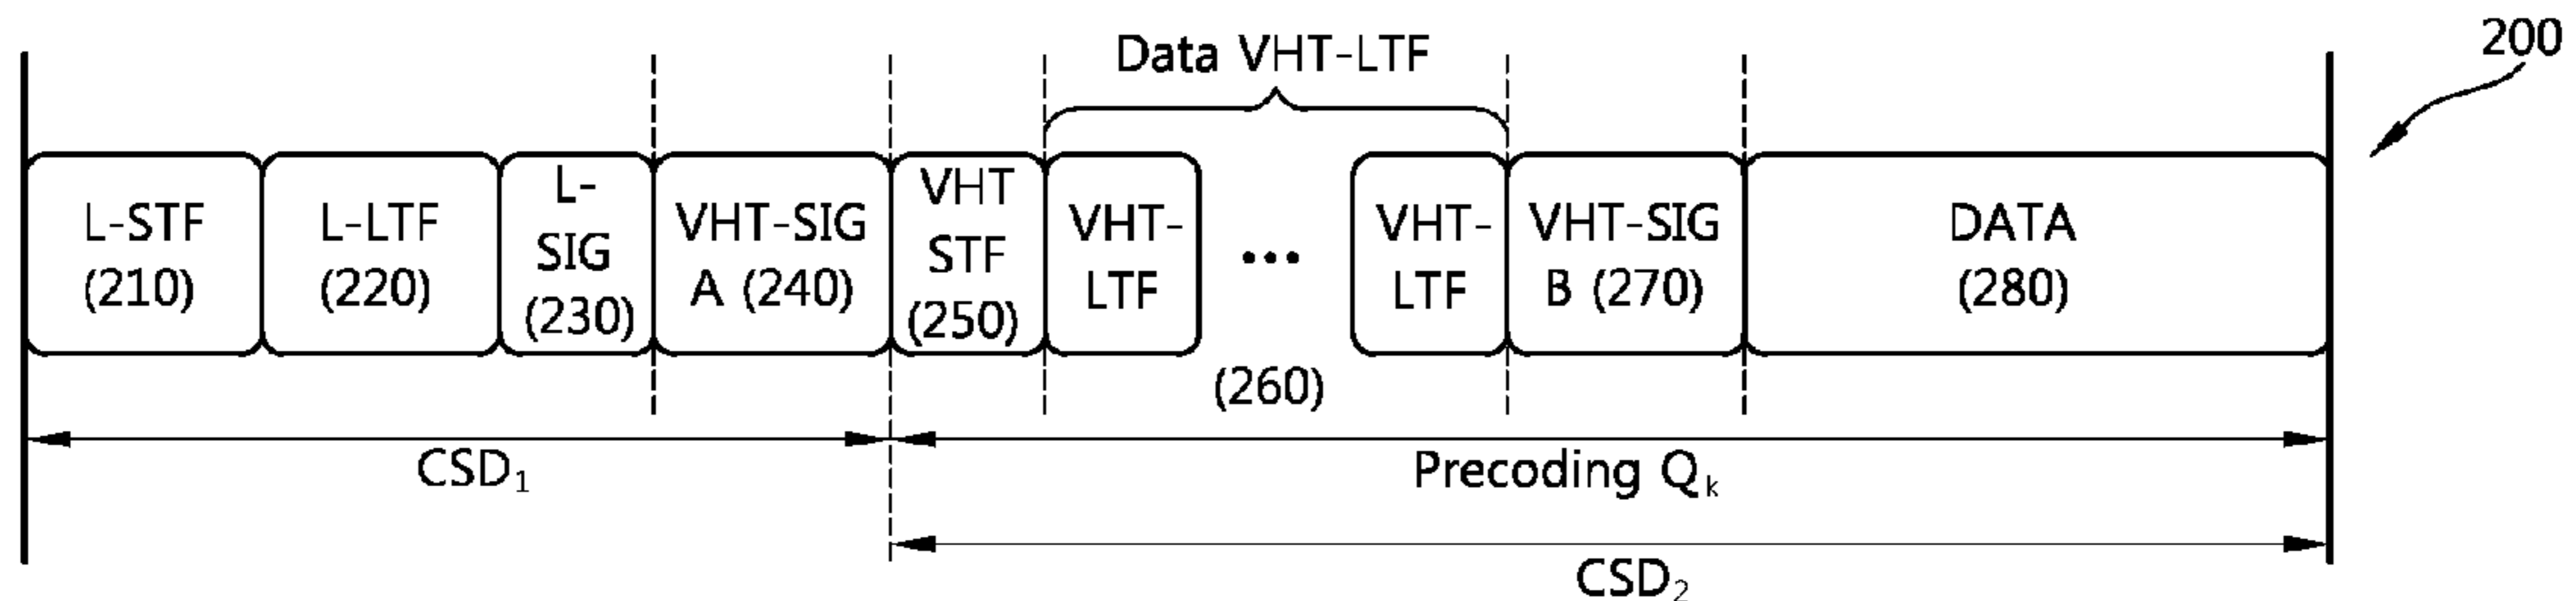 200
Data VHT-LTF
L-STF
(210)
L-LTF
(220)
L-
SIG
(230)
VHT-SIG
A (240)
VHT
STF
(250)
VHT-
LTF
...
(260)
VHT-
LTF
VHT-SIG
B (270)
DATA
(280)
CSD₁
Precoding Qₖ
CSD₂